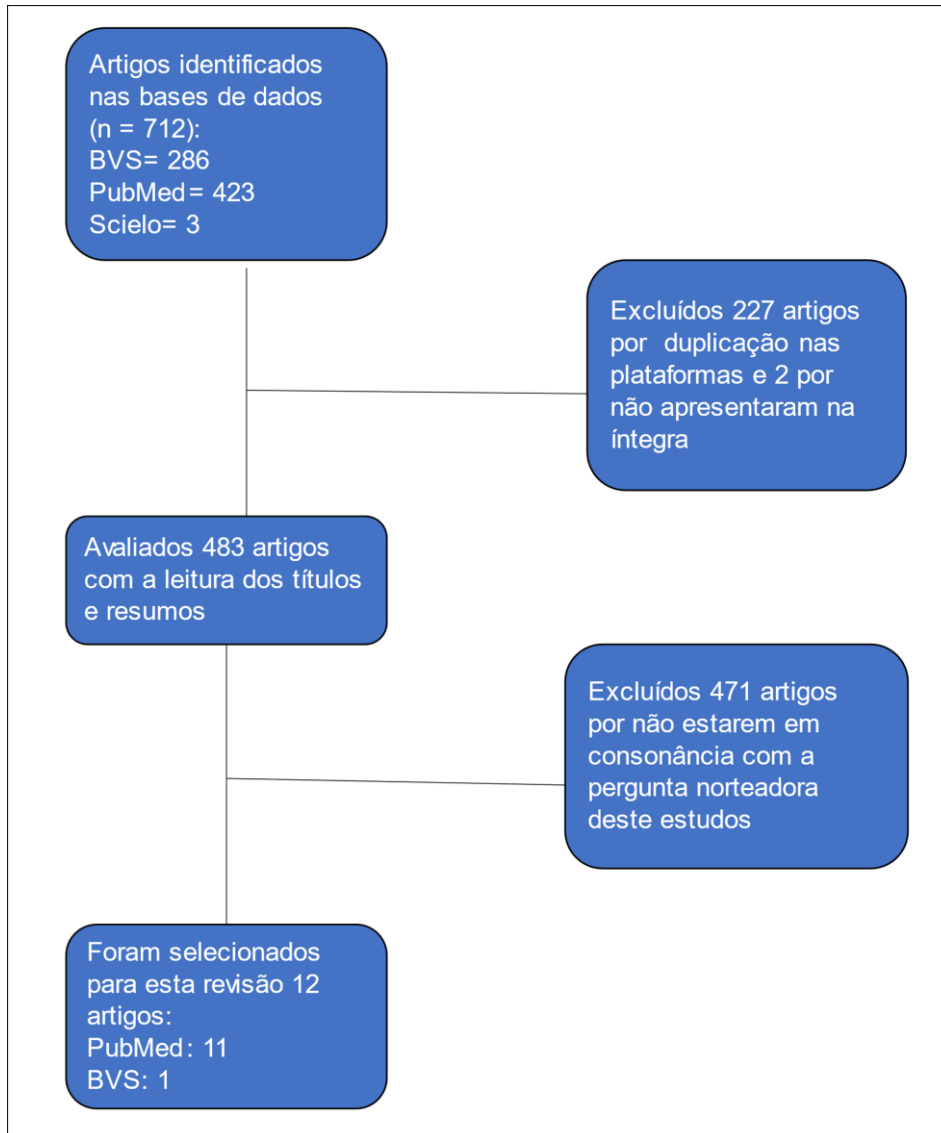 Artigos identificados
nas bases de dados
(n = 712):
BVS= 286
PubMed= 423
Scielo= 3
Excluídos 227 artigos
por duplicação nas
plataformas e 2 por
não apresentaram na
íntegra
Avaliados 483 artigos
com a leitura dos títulos
e resumos
Excluídos 471 artigos
por não estarem em
consonância com a
pergunta norteadora
deste estudos
Foram selecionados
para esta revisão 12
artigos:
PubMed: 11
BVS: 1